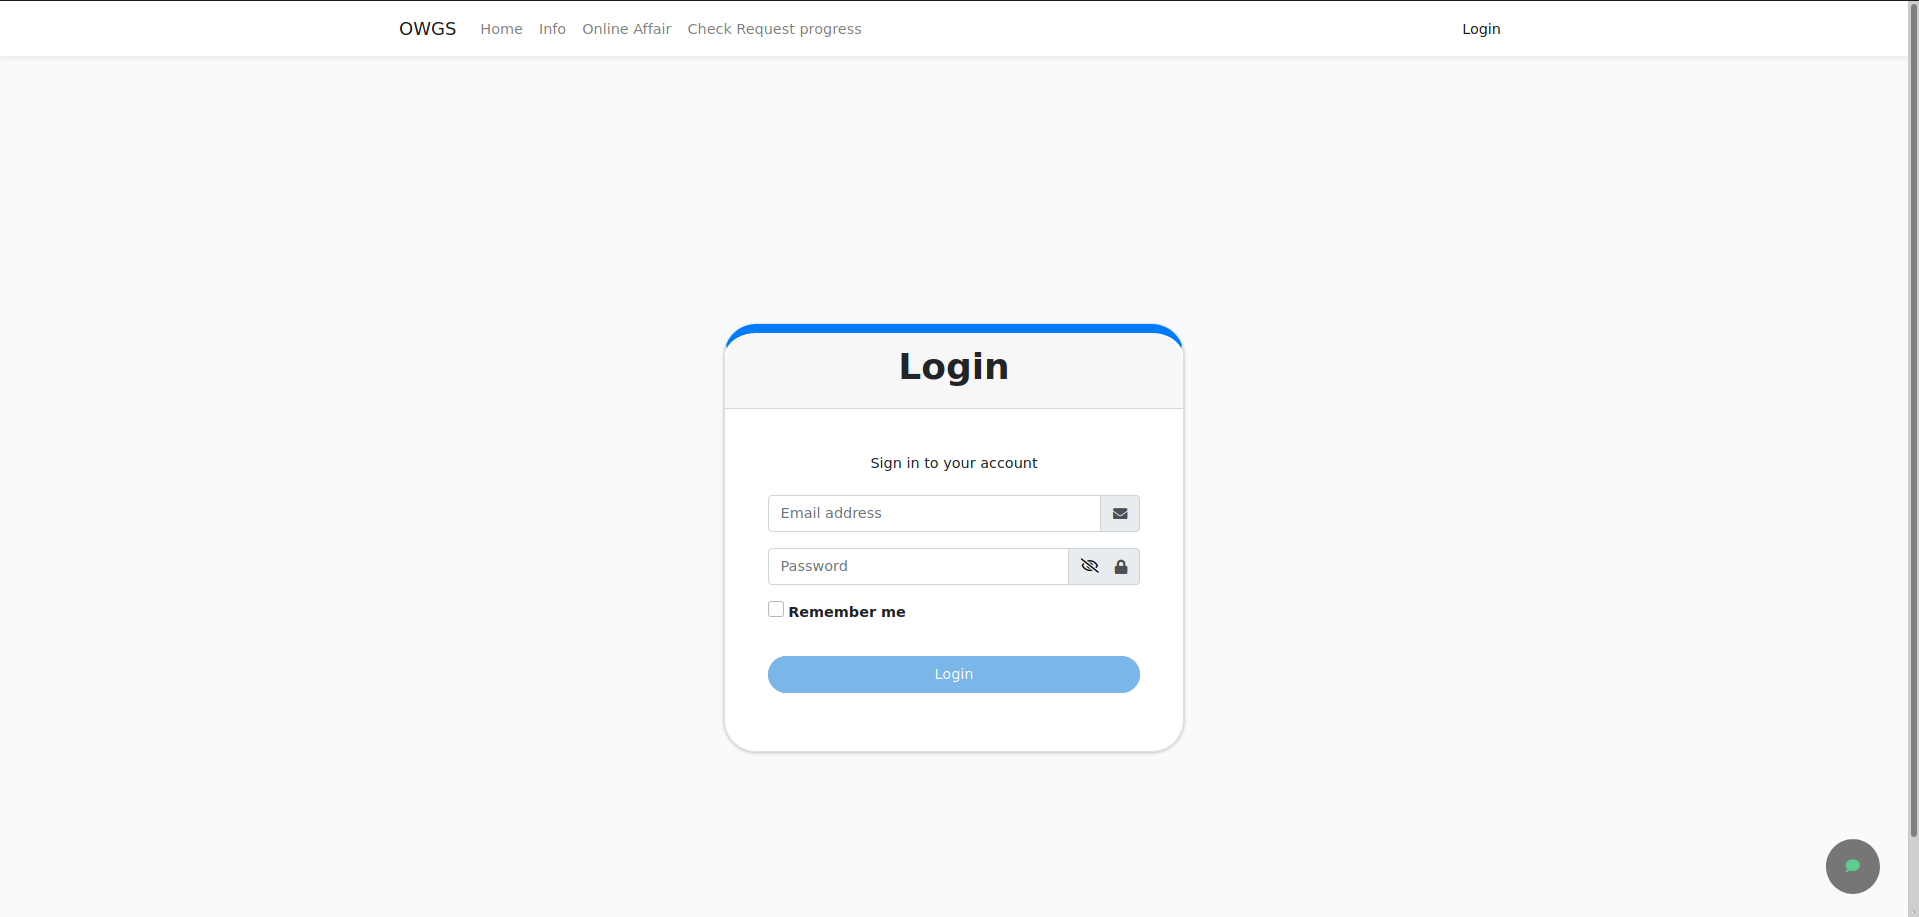 OWGS Home Info Online Affair Check Request progress Login
Login
Sign in to your account
Email address
Password
Remember me
Login